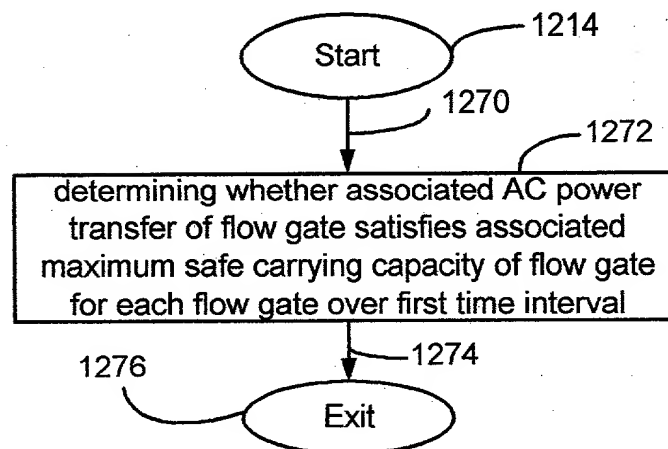 1214
Start
1270
1272
determining whether associated AC power
transfer of flow gate satisfies associated
maximum safe carrying capacity of flow gate
for each flow gate over first time interval
1274
1276
Exit